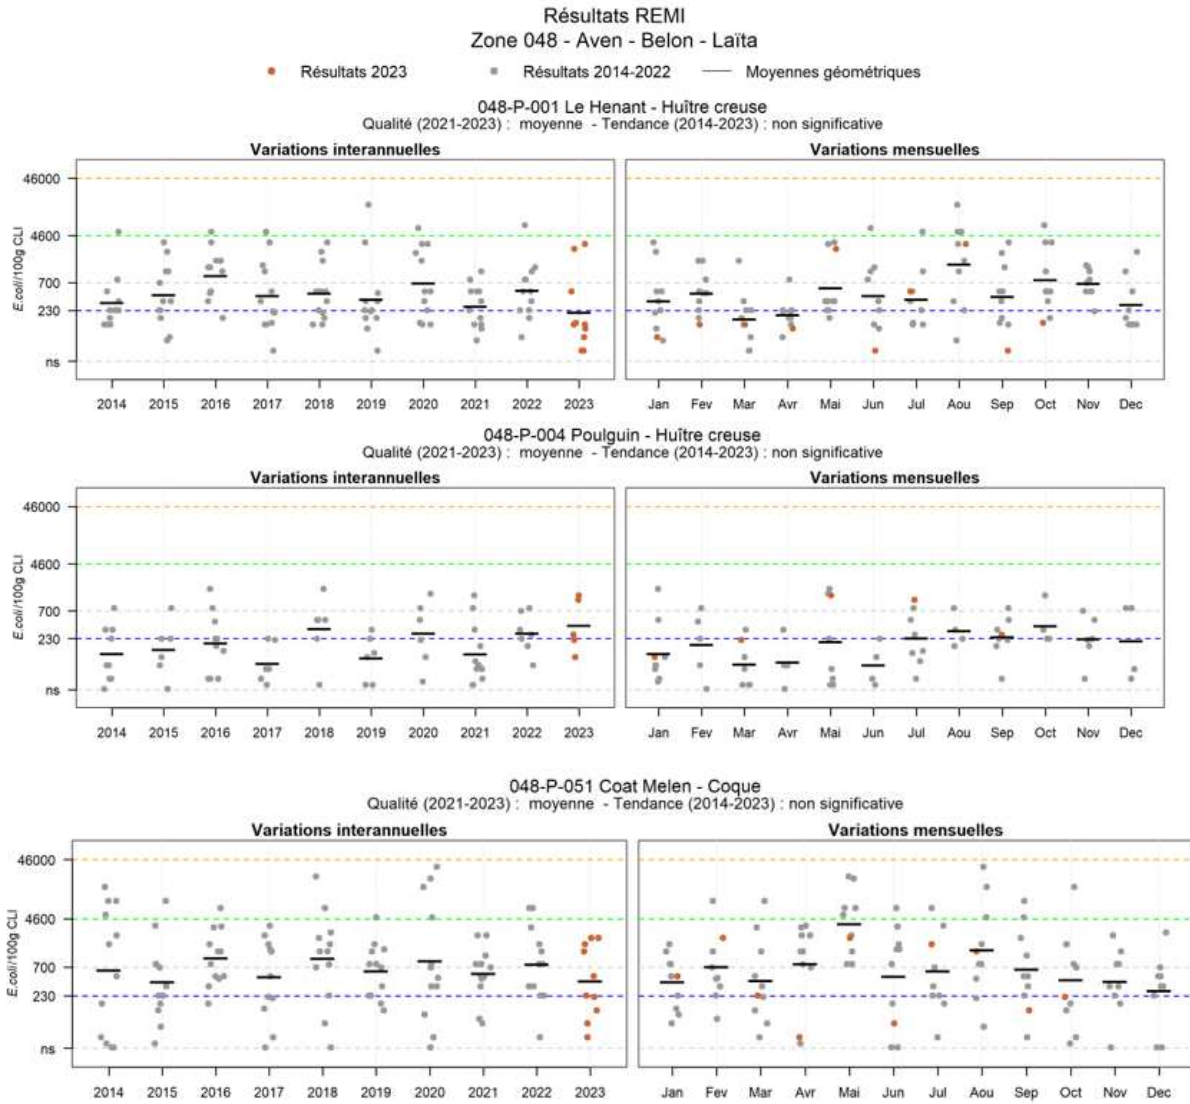 Résultats REMI
Zone 048 - Aven - Belon - Laïta
Résultats 2023 Résultats 2014-2022 Moyennes géométriques
048-P-001 Le Henant - Huître creuse
Qualité (2021-2023) : moyenne - Tendance (2014-2023) : non significative
Variations interannuelles Variations mensuelles
E.coli/100g CLI
46000
4600
700
230
ns
2014 2015 2016 2017 2018 2019 2020 2021 2022 2023 Jan Fev Mar Avr Mai Jun Jul Aou Sep Oct Nov Dec
048-P-004 Poulguin - Huître creuse
Qualité (2021-2023) : moyenne - Tendance (2014-2023) : non significative
Variations interannuelles Variations mensuelles
E.coli/100g CLI
46000
4600
700
230
ns
2014 2015 2016 2017 2018 2019 2020 2021 2022 2023 Jan Fev Mar Avr Mai Jun Jul Aou Sep Oct Nov Dec
048-P-051 Coat Melen - Coque
Qualité (2021-2023) : moyenne - Tendance (2014-2023) : non significative
Variations interannuelles Variations mensuelles
E.coli/100g CLI
46000
4600
700
230
ns
2014 2015 2016 2017 2018 2019 2020 2021 2022 2023 Jan Fev Mar Avr Mai Jun Jul Aou Sep Oct Nov Dec